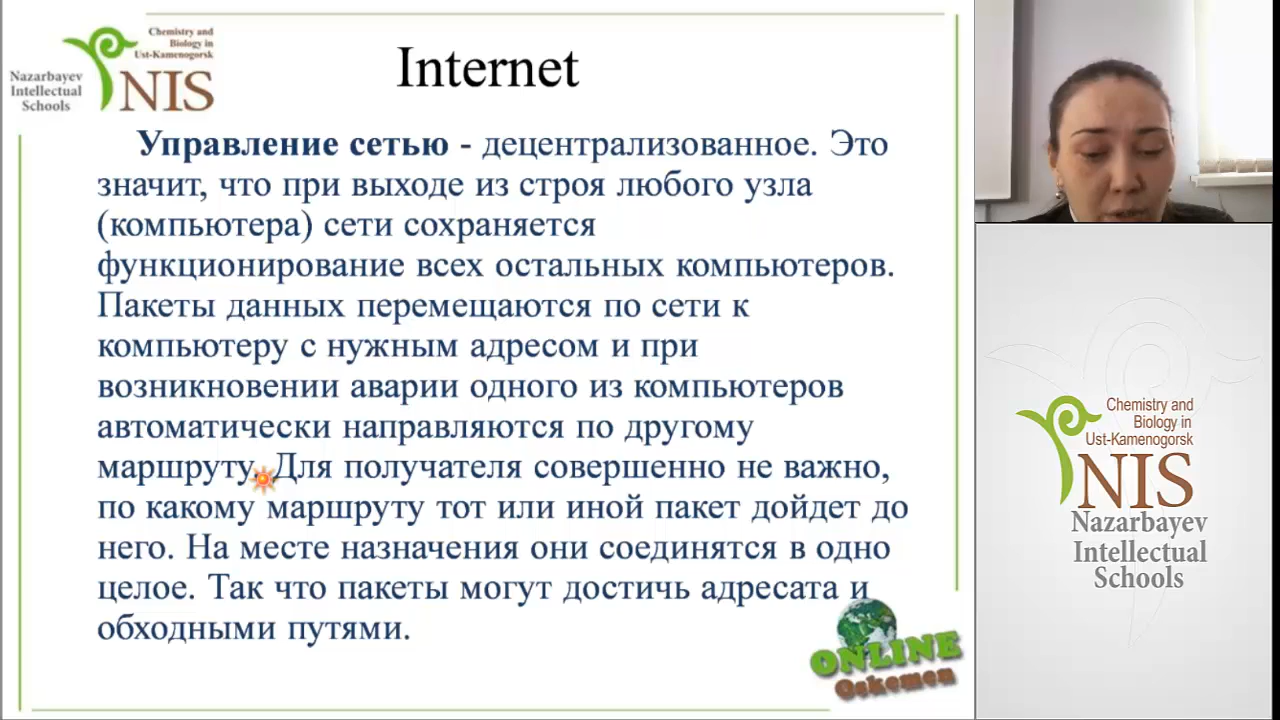 Chemistry and
Biology in
Ust-Kamenogorsk
Nazarbayev
Intellectual
Schools
NIS
Internet
Управление сетью - децентрализованное. Это
значит, что при выходе из строя любого узла
(компьютера) сети сохраняется
функционирование всех остальных компьютеров.
Пакеты данных перемещаются по сети к
компьютеру с нужным адресом и при
возникновении аварии одного из компьютеров
автоматически направляются по другому
маршруту. Для получателя совершенно не важно,
по какому маршруту тот или иной пакет дойдет до
него. На месте назначения они соединятся в одно
целое. Так что пакеты могут достичь адресата и
обходными путями.
ONLINE
Oskemen
Chemistry and
Biology in
Ust-Kamenogorsk
NIS
Nazarbayev
Intellectual
Schools